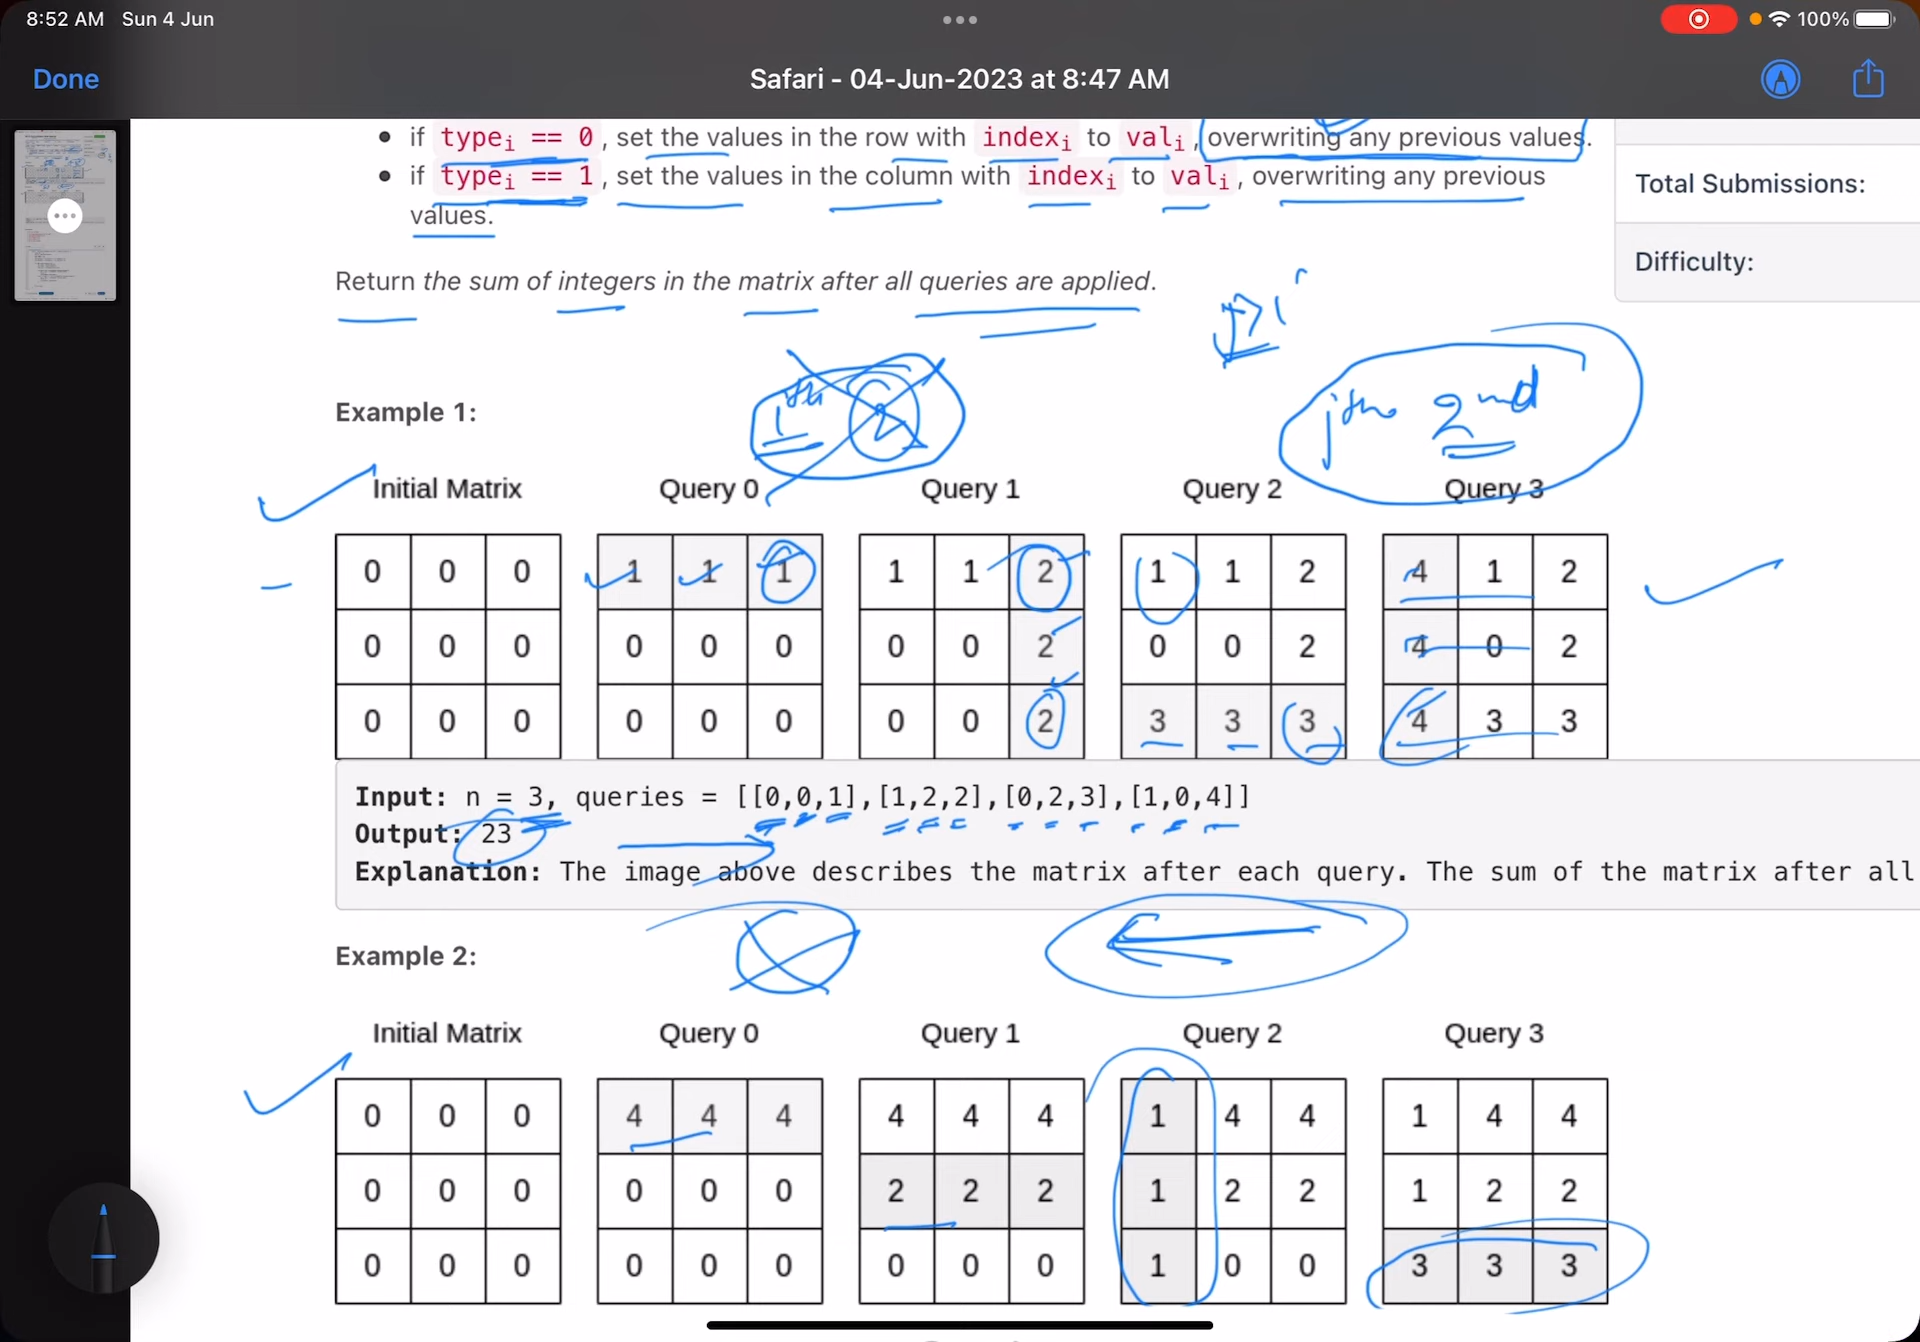 8:52 AM Sun 4 Jun
100%
Done
Safari - 04-Jun-2023 at 8:47 AM
• if typeᵢ == 0, set the values in the row with indexᵢ to valᵢ, overwriting any previous values.
• if typeᵢ == 1, set the values in the column with indexᵢ to valᵢ, overwriting any previous
values.
Total Submissions:
Difficulty:
Return the sum of integers in the matrix after all queries are applied.
j>i
Example 1:
jth 2nd
Initial Matrix Query 0 Query 1 Query 2 Query 3
0 0 0 1 1 1 1 1 2 1 1 2 4 1 2
0 0 0 0 0 0 0 0 2 0 0 2 4 0 2
0 0 0 0 0 0 0 0 2 3 3 3 4 3 3
Input: n = 3, queries = [[0,0,1],[1,2,2],[0,2,3],[1,0,4]]
Output: 23
Explanation: The image above describes the matrix after each query. The sum of the matrix after all
Example 2:
Initial Matrix Query 0 Query 1 Query 2 Query 3
0 0 0 4 4 4 4 4 4 1 4 4 1 4 4
0 0 0 0 0 0 2 2 2 1 2 2 1 2 2
0 0 0 0 0 0 0 0 0 1 0 0 3 3 3